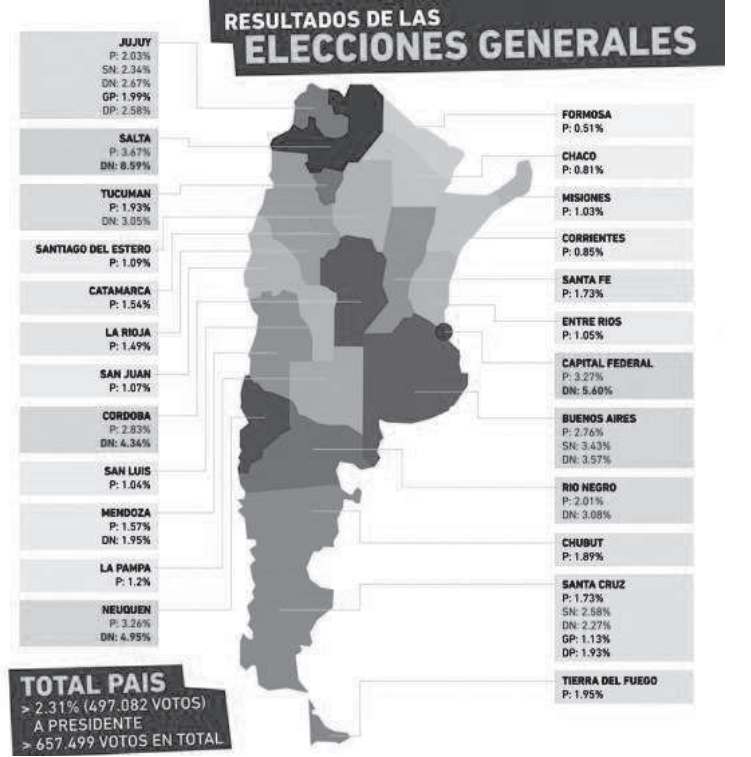 RESULTADOS DE LAS
ELECCIONES GENERALES
JUJUY
P: 2.03%
SN: 2.34%
DN: 2.67%
GP: 1.99%
DP: 2.58%
SALTA
P: 3.67%
DN: 8.59%
TUCUMAN
P: 1.93%
DN: 3.05%
SANTIAGO DEL ESTERO
P: 1.09%
CATAMARCA
P: 1.54%
LA RIOJA
P: 1.49%
SAN JUAN
P: 1.07%
CORDOBA
P: 2.83%
DN: 4.34%
SAN LUIS
P: 1.04%
MENDOZA
P: 1.57%
DN: 1.95%
LA PAMPA
P: 1.2%
NEUQUEN
P: 3.26%
DN: 4.95%
FORMOSA
P: 0.51%
CHACO
P: 0.81%
MISIONES
P: 1.03%
CORRIENTES
P: 0.85%
SANTA FE
P: 1.73%
ENTRE RIOS
P: 1.05%
CAPITAL FEDERAL
P: 3.27%
DN: 5.60%
BUENOS AIRES
P: 2.76%
SN: 3.43%
DN: 3.57%
RIO NEGRO
P: 2.01%
DN: 3.08%
CHUBUT
P: 1.89%
SANTA CRUZ
P: 1.73%
SN: 2.58%
DN: 2.27%
GP: 1.13%
DP: 1.93%
TIERRA DEL FUEGO
P: 1.95%
TOTAL PAIS
> 2.31% (497.082 VOTOS)
A PRESIDENTE
> 657.499 VOTOS EN TOTAL